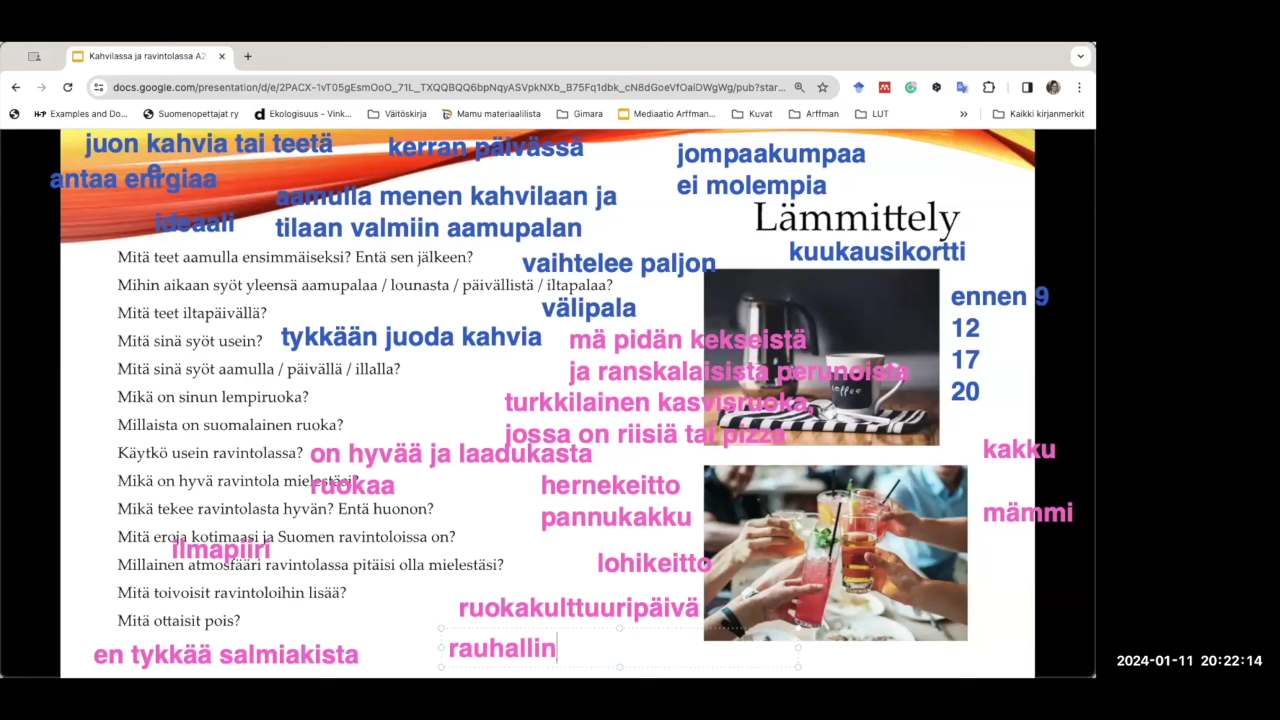 Kahvilassa ja ravintolassa A2
docs.google.com/presentation/d/e/2PACX-1vT05gEsmOoO_71L_TXQQBQQ6bpNqyASVpkNXb_B75Fq1dbk_cN8dGoeVfOaiDWgWg/pub?star...
Examples and Do...
Suomenopettajat ry
Ekologisuus - Vink...
Väitöskirja
Mamu materiaalilista
Gimara
Mediaatio Arffman...
Kuvat
Arffman
LUT
Kaikki kirjanmerkit
juon kahvia tai teetä
kerran päivässä
jompaakumpaa
ei molempia
e
antaa enrgiaa
aamulla menen kahvilaan ja
tilaan valmiin aamupalan
ideaali
Lämmittely
kuukausikortti
Mitä teet aamulla ensimmäiseksi? Entä sen jälkeen?
vaihtelee paljon
Mihin aikaan syöt yleensä aamupalaa / lounasta / päivällistä / iltapalaa?
välipala
ennen 9
12
17
20
Mitä teet iltapäivällä?
Mitä sinä syöt usein?
tykkään juoda kahvia
mä pidän kekseistä
ja ranskalaisista perunoista
Mitä sinä syöt aamulla / päivällä / illalla?
Mikä on sinun lempiruoka?
turkkilainen kasvisruoka,
jossa on riisiä tai pizza
coffee
Millaista on suomalainen ruoka?
Käytkö usein ravintolassa?
on hyvää ja laadukasta
ruokaa
kakku
Mikä on hyvä ravintola mielestäsi?
hernekeitto
pannukakku
mämmi
Mikä tekee ravintolasta hyvän? Entä huonon?
Mitä eroja kotimaasi ja Suomen ravintoloissa on?
ilmapiiri
Millainen atmosfääri ravintolassa pitäisi olla mielestäsi?
lohikeitto
Mitä toivoisit ravintoloihin lisää?
ruokakulttuuripäivä
Mitä ottaisit pois?
rauhallin
en tykkää salmiakista
2024-01-11 20:22:14